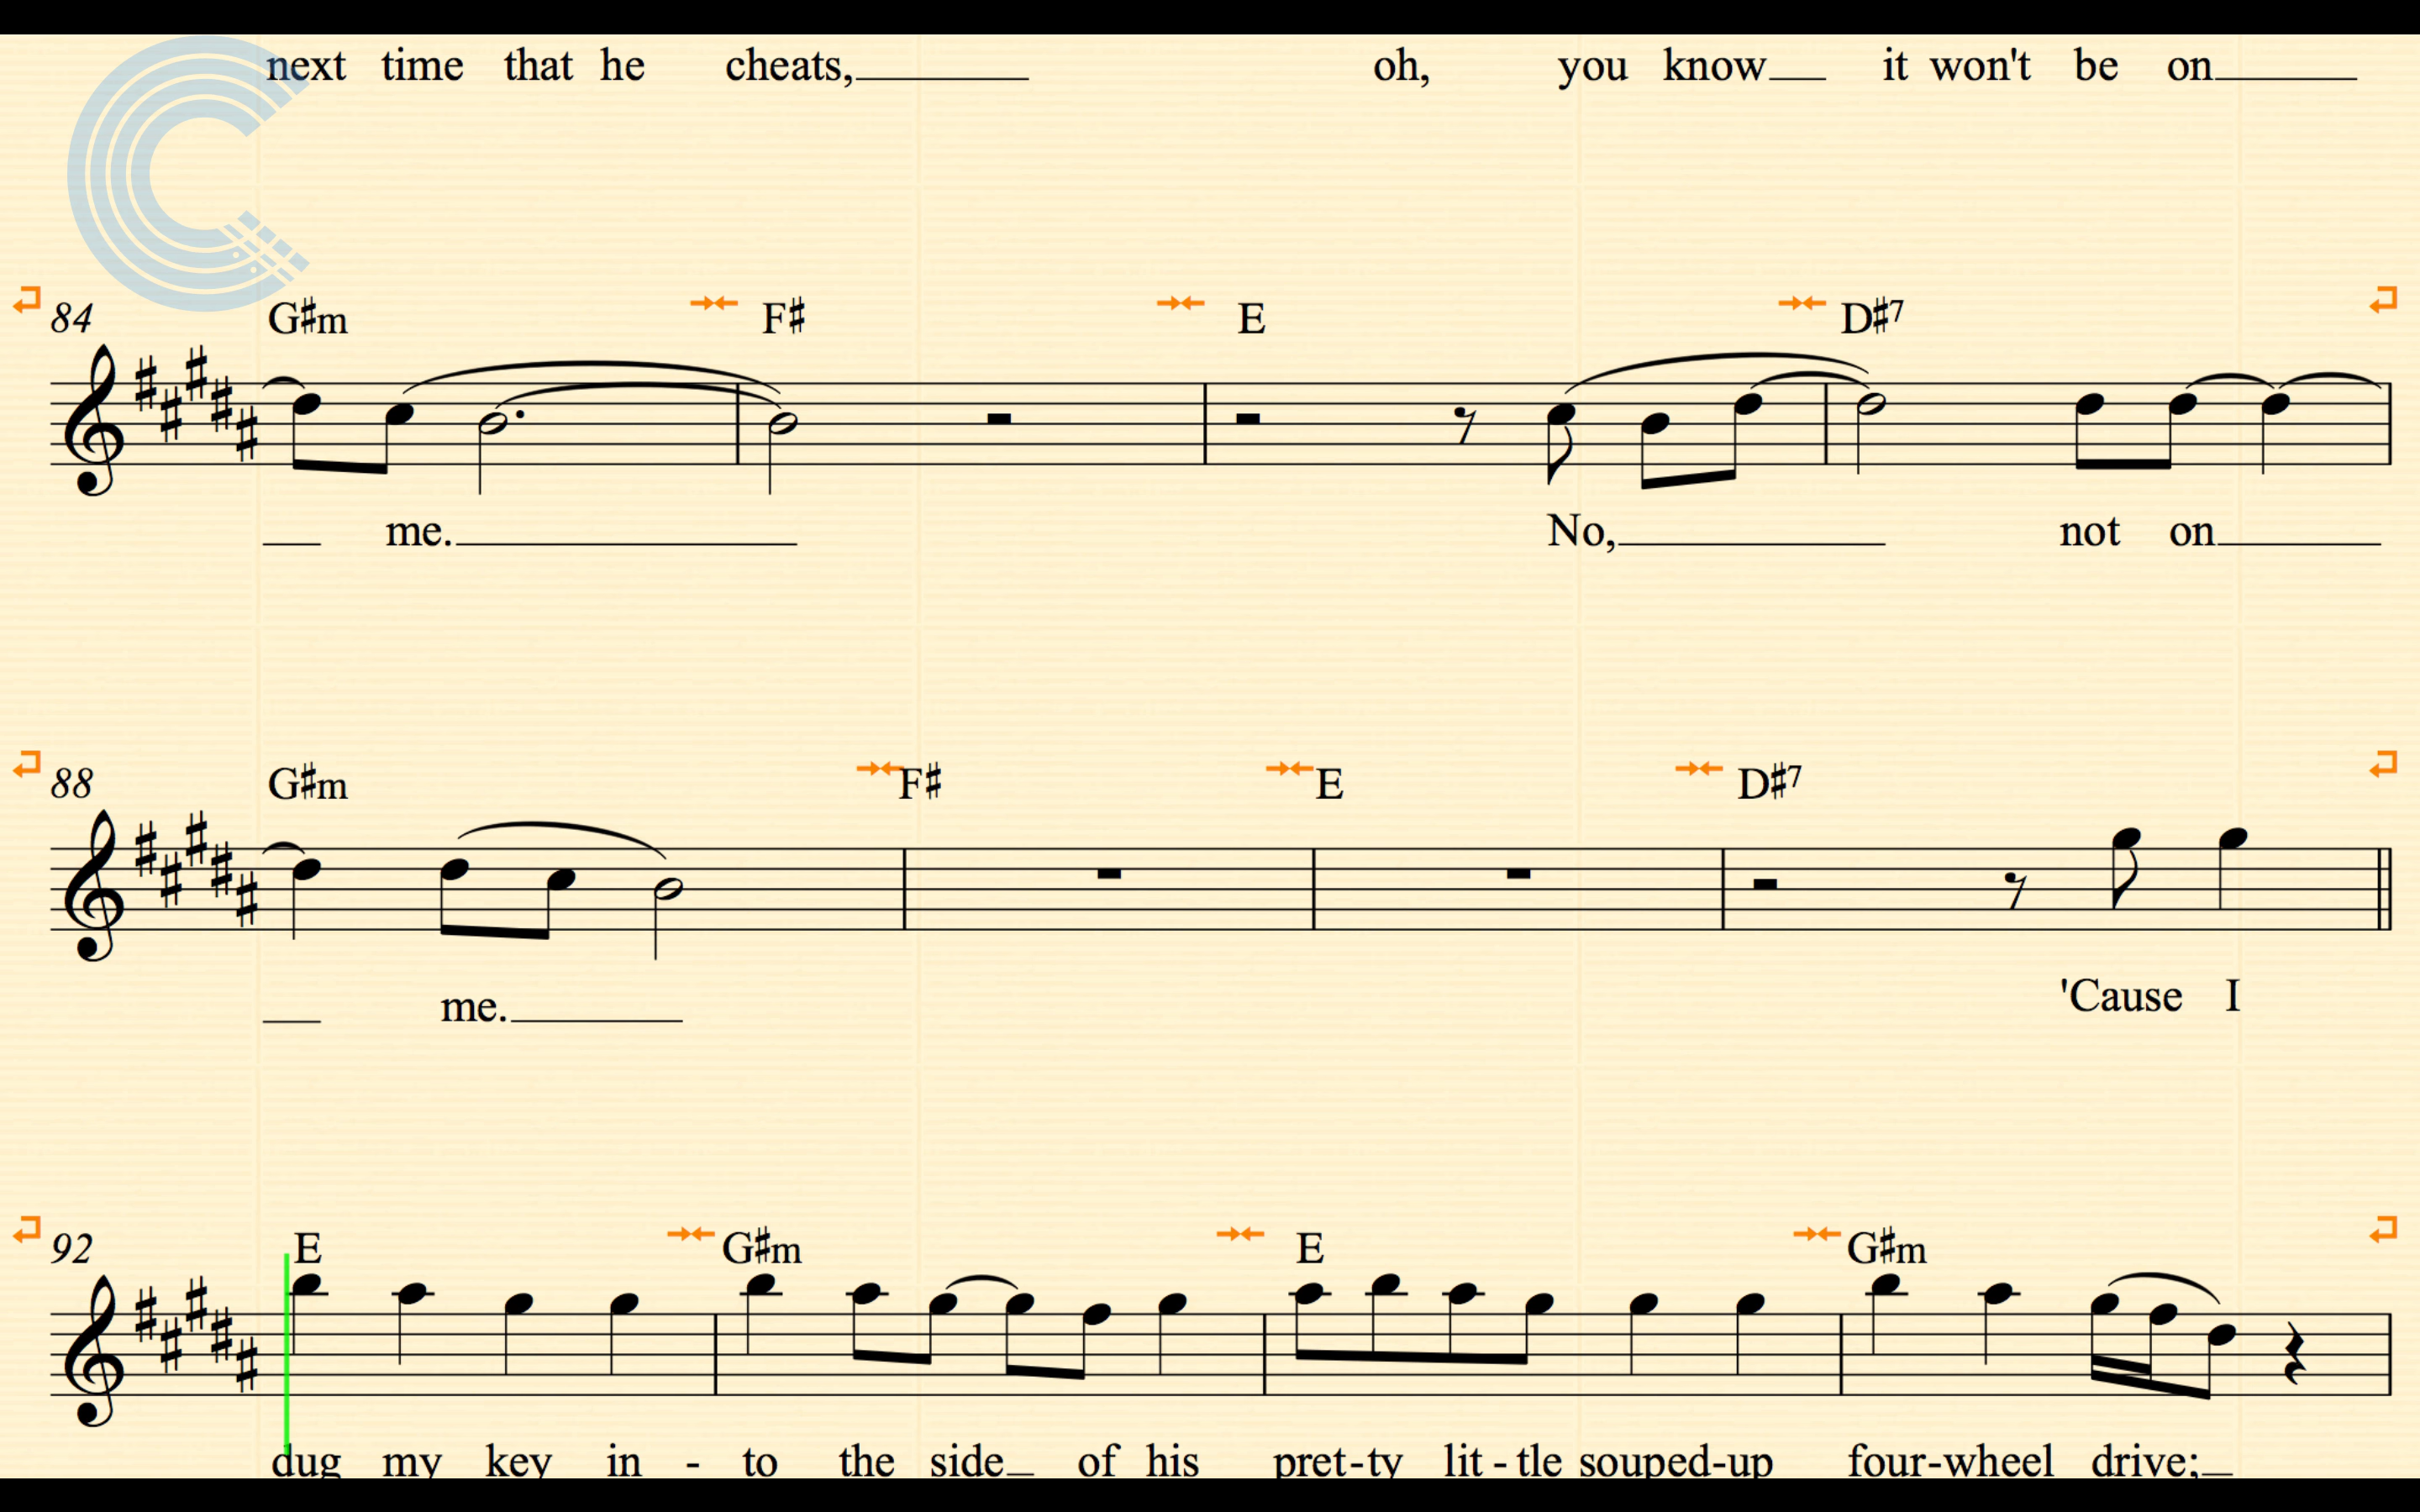 next time that he cheats, oh, you know it won't be on
84 G♯m F♯ E D♯7
me. No, not on
88 G♯m F♯ E D♯7
me. 'Cause I
92 E G♯m E G♯m
dug my key in - to the side of his pret-ty lit - tle souped-up four-wheel drive;